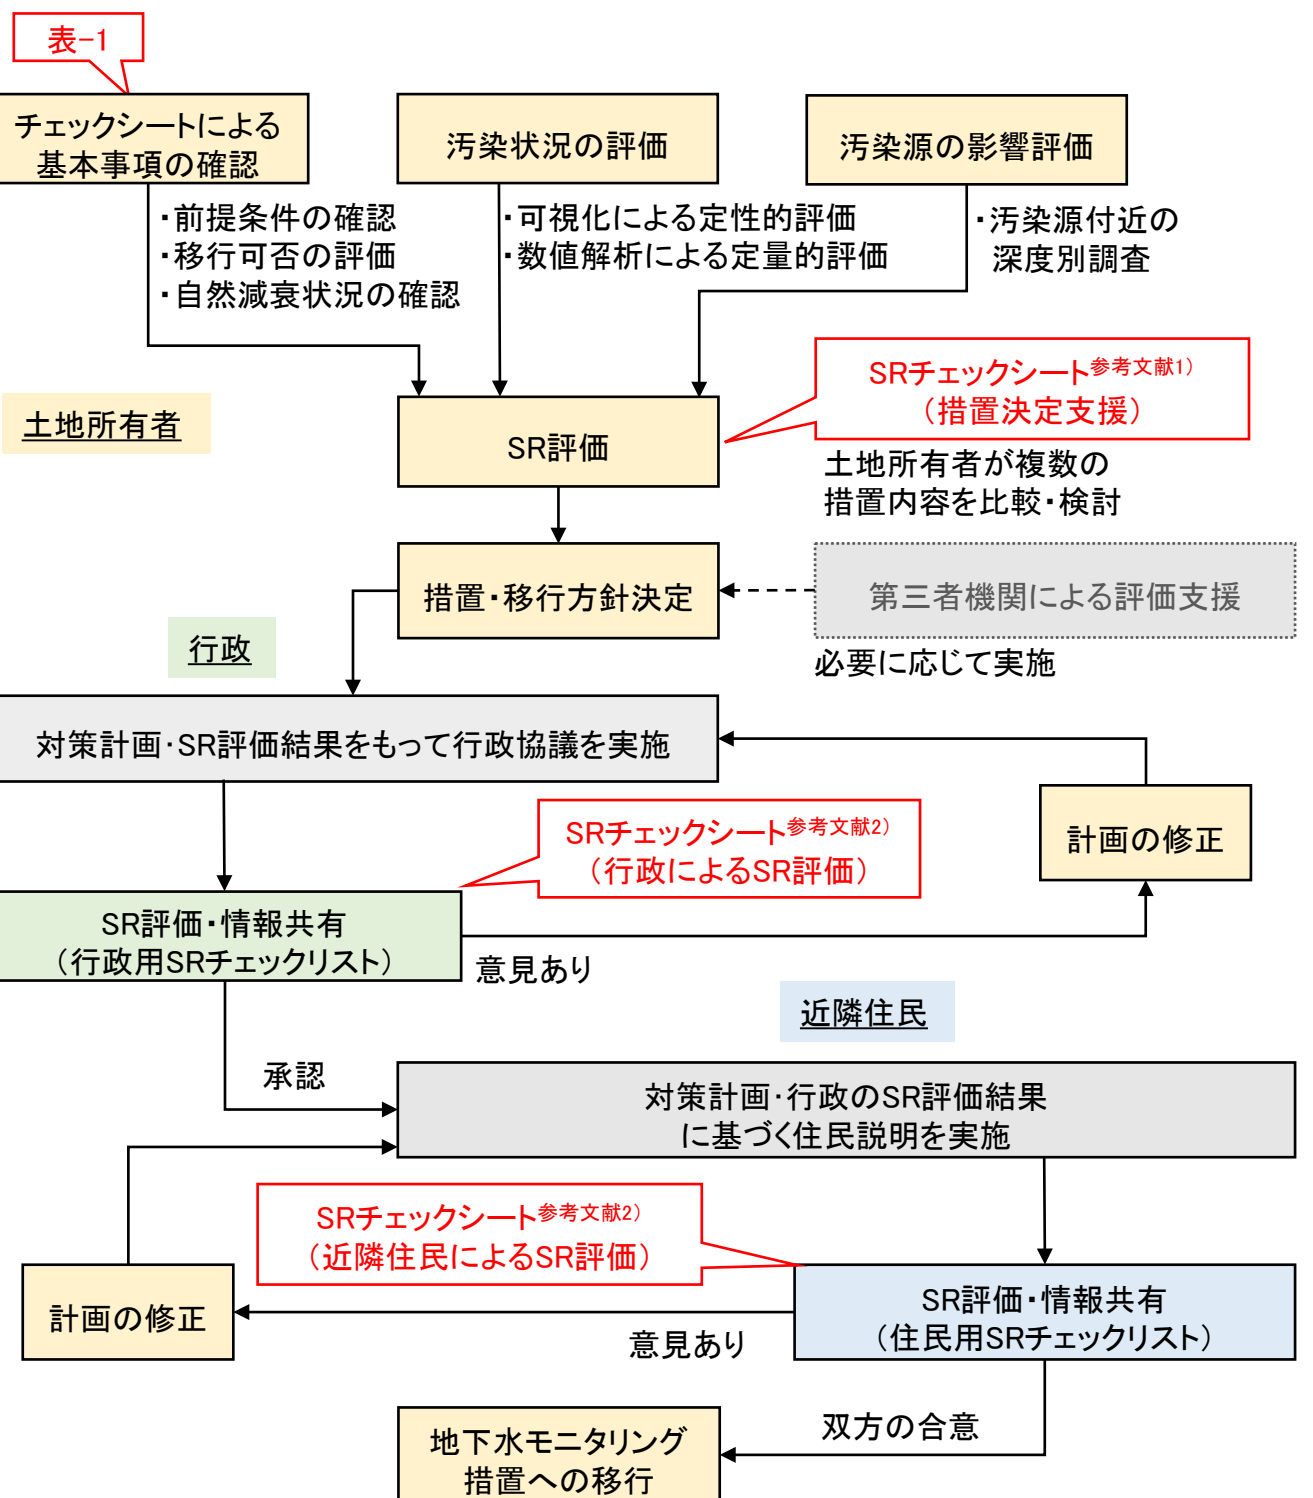 表-1
チェックシートによる
基本事項の確認
汚染状況の評価
汚染源の影響評価
・前提条件の確認
・移行可否の評価
・自然減衰状況の確認
・可視化による定性的評価
・数値解析による定量的評価
・汚染源付近の
深度別調査
土地所有者
SR評価
SRチェックシート参考文献1)
（措置決定支援）
土地所有者が複数の
措置内容を比較・検討
措置・移行方針決定
第三者機関による評価支援
必要に応じて実施
行政
対策計画・SR評価結果をもって行政協議を実施
計画の修正
SRチェックシート参考文献2)
（行政によるSR評価）
SR評価・情報共有
（行政用SRチェックリスト）
意見あり
近隣住民
承認
対策計画・行政のSR評価結果
に基づく住民説明を実施
SRチェックシート参考文献2)
（近隣住民によるSR評価）
計画の修正
SR評価・情報共有
（住民用SRチェックリスト）
意見あり
双方の合意
地下水モニタリング
措置への移行